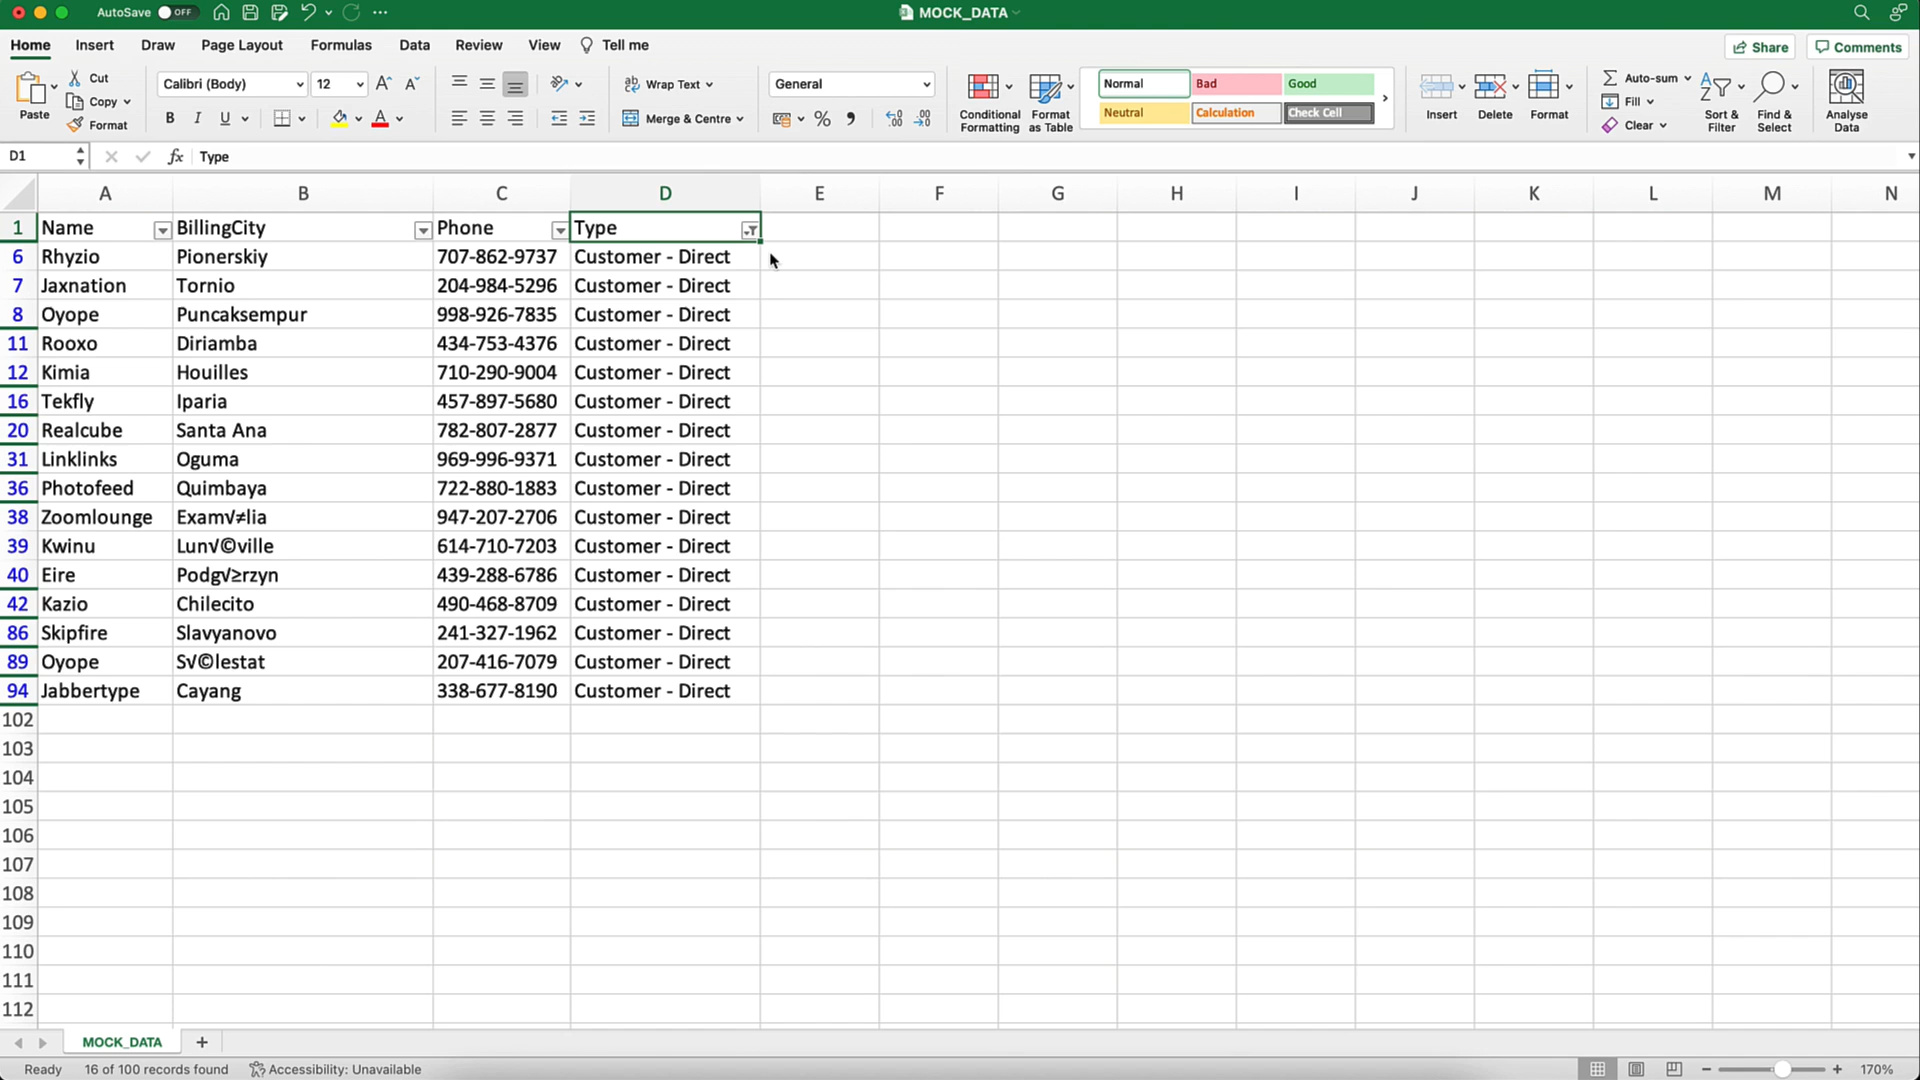 AutoSave OFF MOCK_DATA
Home Insert Draw Page Layout Formulas Data Review View Tell me Share Comments
Paste Cut Copy Format
Calibri (Body) 12 Wrap Text General
B I U Merge & Centre %
Conditional Formatting Format as Table
Normal Bad Good
Neutral Calculation Check Cell
Insert Delete Format
Auto-sum Fill Clear
Sort & Filter Find & Select Analyse Data
D1 fx Type
A B C D E F G H I J K L M N
1 Name BillingCity Phone Type
6 Rhyzio Pionerskiy 707-862-9737 Customer - Direct
7 Jaxnation Tornio 204-984-5296 Customer - Direct
8 Oyope Puncaksempur 998-926-7835 Customer - Direct
11 Rooxo Diriamba 434-753-4376 Customer - Direct
12 Kimia Houilles 710-290-9004 Customer - Direct
16 Tekfly Iparia 457-897-5680 Customer - Direct
20 Realcube Santa Ana 782-807-2877 Customer - Direct
31 Linklinks Oguma 969-996-9371 Customer - Direct
36 Photofeed Quimbaya 722-880-1883 Customer - Direct
38 Zoomlounge Exam√≠lia 947-207-2706 Customer - Direct
39 Kwinu Lun√©ville 614-710-7203 Customer - Direct
40 Eire Podg√≥rzyn 439-288-6786 Customer - Direct
42 Kazio Chilecito 490-468-8709 Customer - Direct
86 Skipfire Slavyanovo 241-327-1962 Customer - Direct
89 Oyope S√©lestat 207-416-7079 Customer - Direct
94 Jabbertype Cayang 338-677-8190 Customer - Direct
102
103
104
105
106
107
108
109
110
111
112
MOCK_DATA
Ready 16 of 100 records found Accessibility: Unavailable 170%